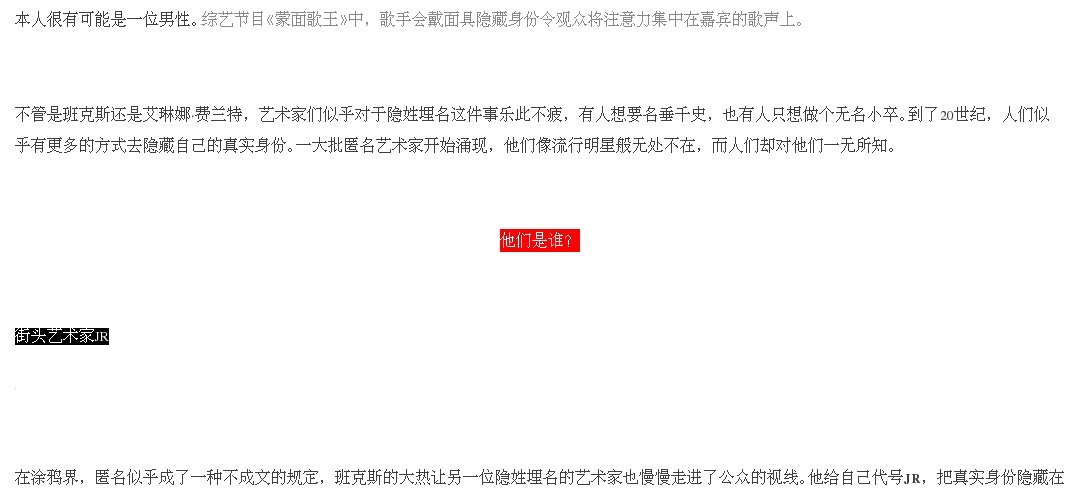 本人很有可能是一位男性。综艺节目《蒙面歌王》中，歌手会戴面具隐藏身份令观众将注意力集中在嘉宾的歌声上。
不管是班克斯还是艾琳娜·费兰特，艺术家们似乎对于隐姓埋名这件事乐此不疲，有人想要名垂千史，也有人只想做个无名小卒。到了20世纪，人们似
乎有更多的方式去隐藏自己的真实身份。一大批匿名艺术家开始涌现，他们像流行明星般无处不在，而人们却对他们一无所知。
他们是谁？
街头艺术家JR
在涂鸦界，匿名似乎成了一种不成文的规定，班克斯的大热让另一位隐姓埋名的艺术家也慢慢走进了公众的视线。他给自己代号JR，把真实身份隐藏在